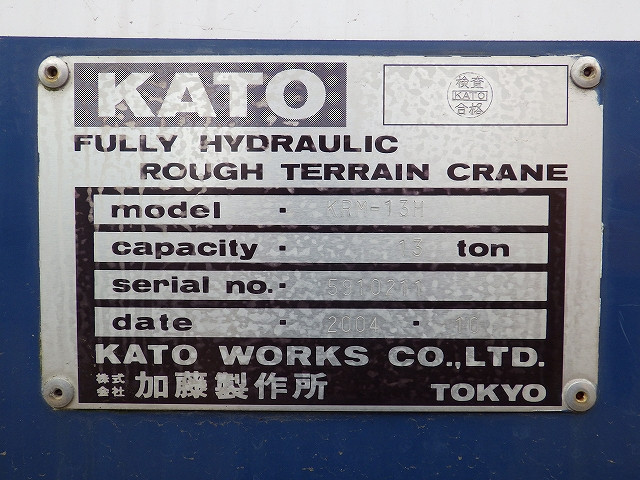 KATO
検査
KATO
合格
FULLY HYDRAULIC
ROUGH TERRAIN CRANE
model · KRM-13H
capacity · 13 ton
serial no.·
date · 2004 · 10
KATO WORKS CO.,LTD.
株式会社 加藤製作所 TOKYO